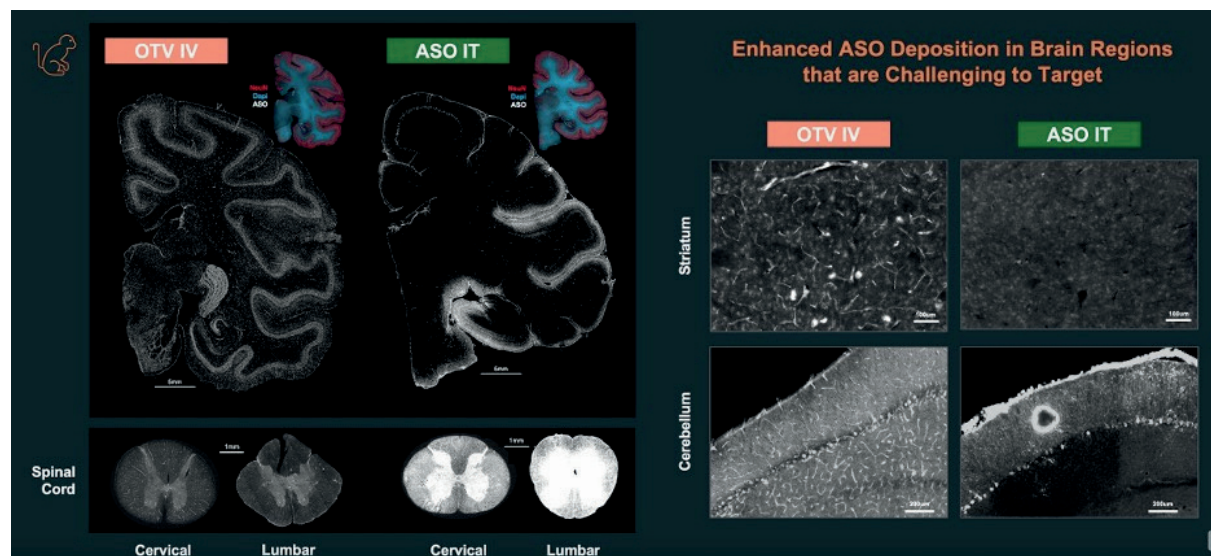 OTV IV
ASO IT
NeuN
Dapi
ASO
NeuN
Dapi
ASO
5mm
5mm
Spinal
Cord
1mm
1mm
Cervical
Lumbar
Cervical
Lumbar
Enhanced ASO Deposition in Brain Regions
that are Challenging to Target
OTV IV
ASO IT
Striatum
100um
100um
Cerebellum
200um
200um